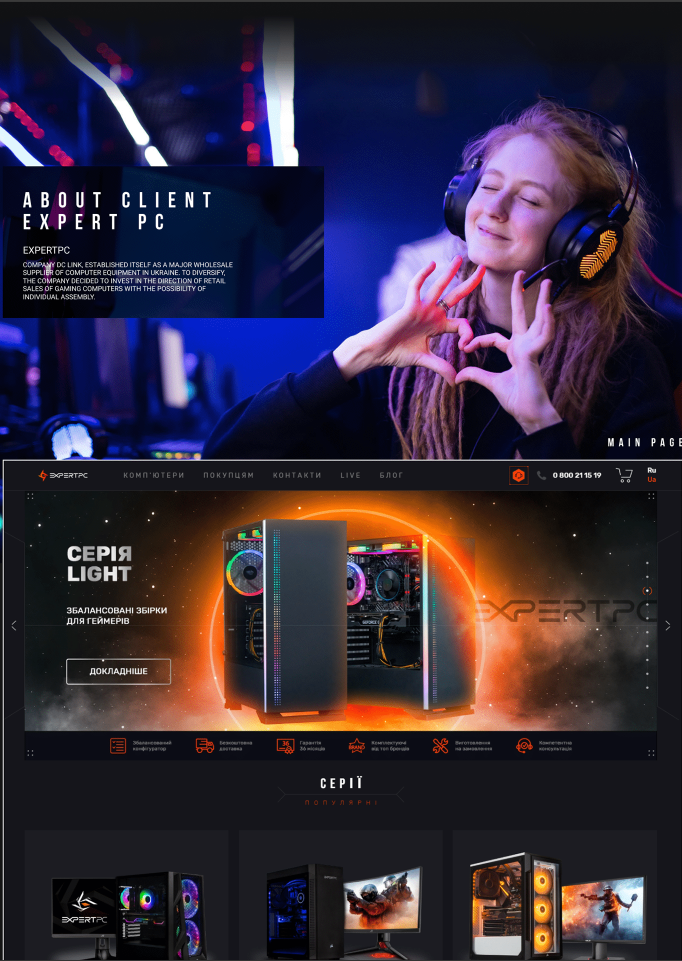 ABOUT CLIENT
EXPERT PC
EXPERTPC
COMPANY DC LINK, ESTABLISHED ITSELF AS A MAJOR WHOLESALE
SUPPLIER OF COMPUTER EQUIPMENT IN UKRAINE. TO DIVERSIFY,
THE COMPANY DECIDED TO INVEST IN THE DIRECTION OF RETAIL
SALES OF GAMING COMPUTERS WITH THE POSSIBILITY OF
INDIVIDUAL ASSEMBLY.
MAIN PAGE
EXPERTPC КОМП'ЮТЕРИ ПОКУПЦЯМ КОНТАКТИ LIVE БЛОГ 0 800 21 15 19 Ru
Ua
СЕРІЯ
LIGHT
EXPERTPC
ЗБАЛАНСОВАНІ ЗБІРКИ
ДЛЯ ГЕЙМЕРІВ
GEFORCE
ДОКЛАДНІШЕ
Збалансований
конфігуратор
Безкоштовна
доставка
36
Гарантія
36 місяців
BRAND
Комплектуючі
від топ брендів
Виготовлення
на замовлення
Компетентна
консультація
СЕРІЇ
ПОПУЛЯРНІ
EXPERTPC